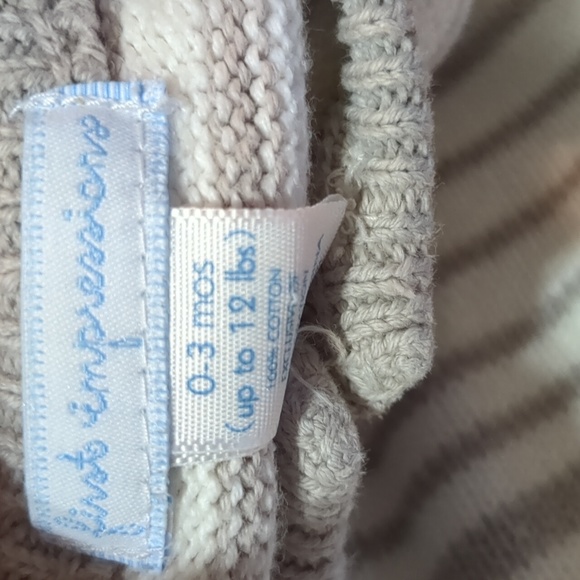 first impressions
0-3 mos
(up to 12 lbs)
100% COTTON